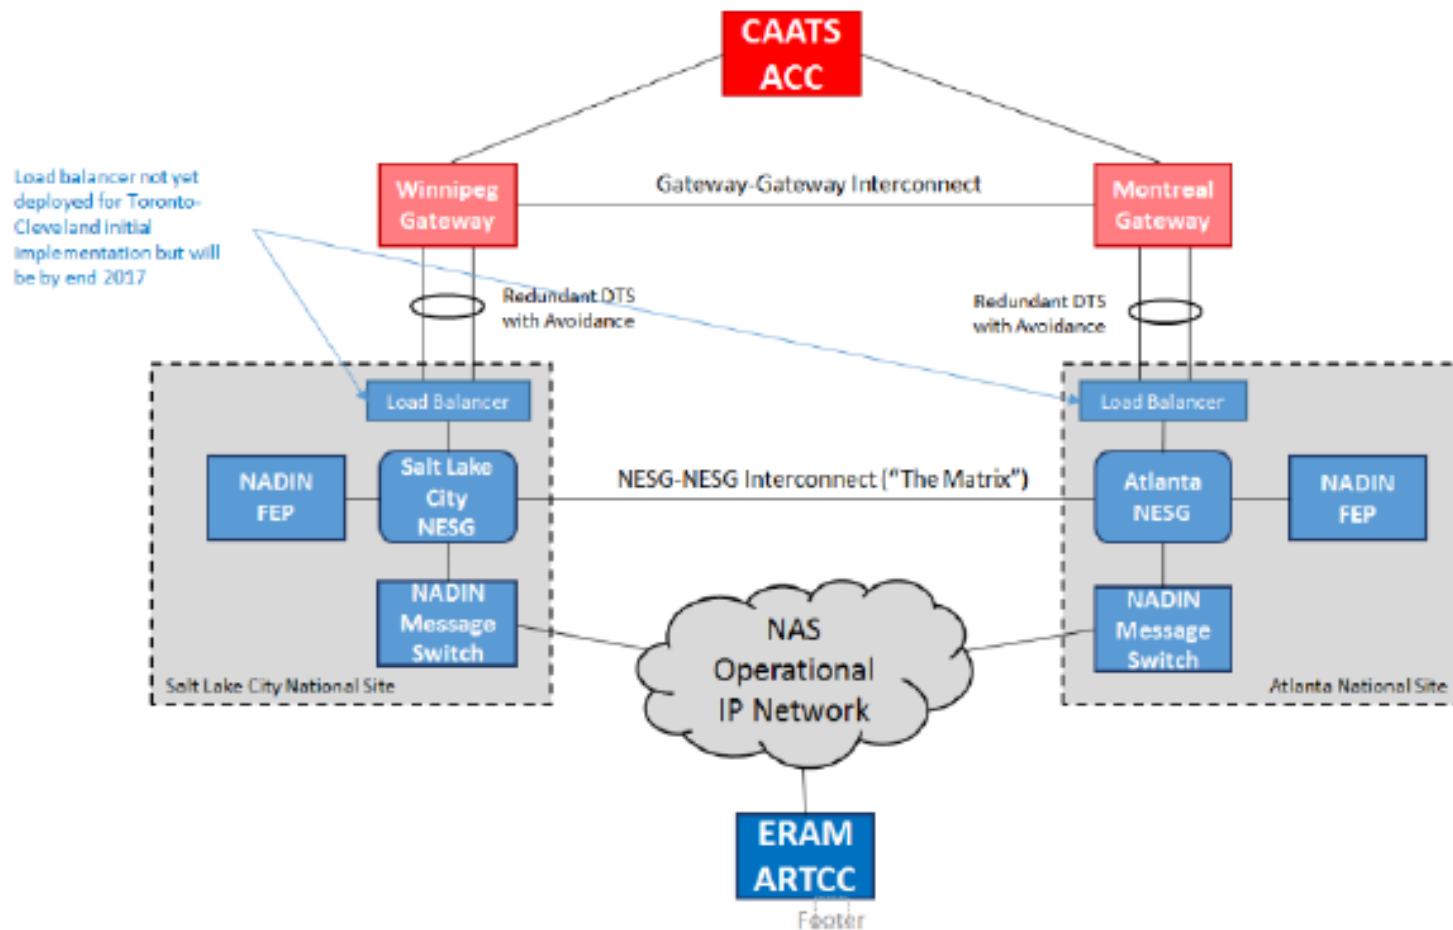 CAATS
ACC
Load balancer not yet
deployed for Toronto-
Cleveland initial
implementation but will
be by end 2017
Winnipeg
Gateway
Gateway-Gateway Interconnect
Montreal
Gateway
Redundant DTS
with Avoidance
Redundant DTS
with Avoidance
Load Balancer
Load Balancer
NADIN
FEP
Salt Lake
City
NESG
NESG-NESG Interconnect ("The Matrix")
Atlanta
NESG
NADIN
FEP
NADIN
Message
Switch
NAS
Operational
IP Network
NADIN
Message
Switch
Salt Lake City National Site
Atlanta National Site
ERAM
ARTCC
Footer